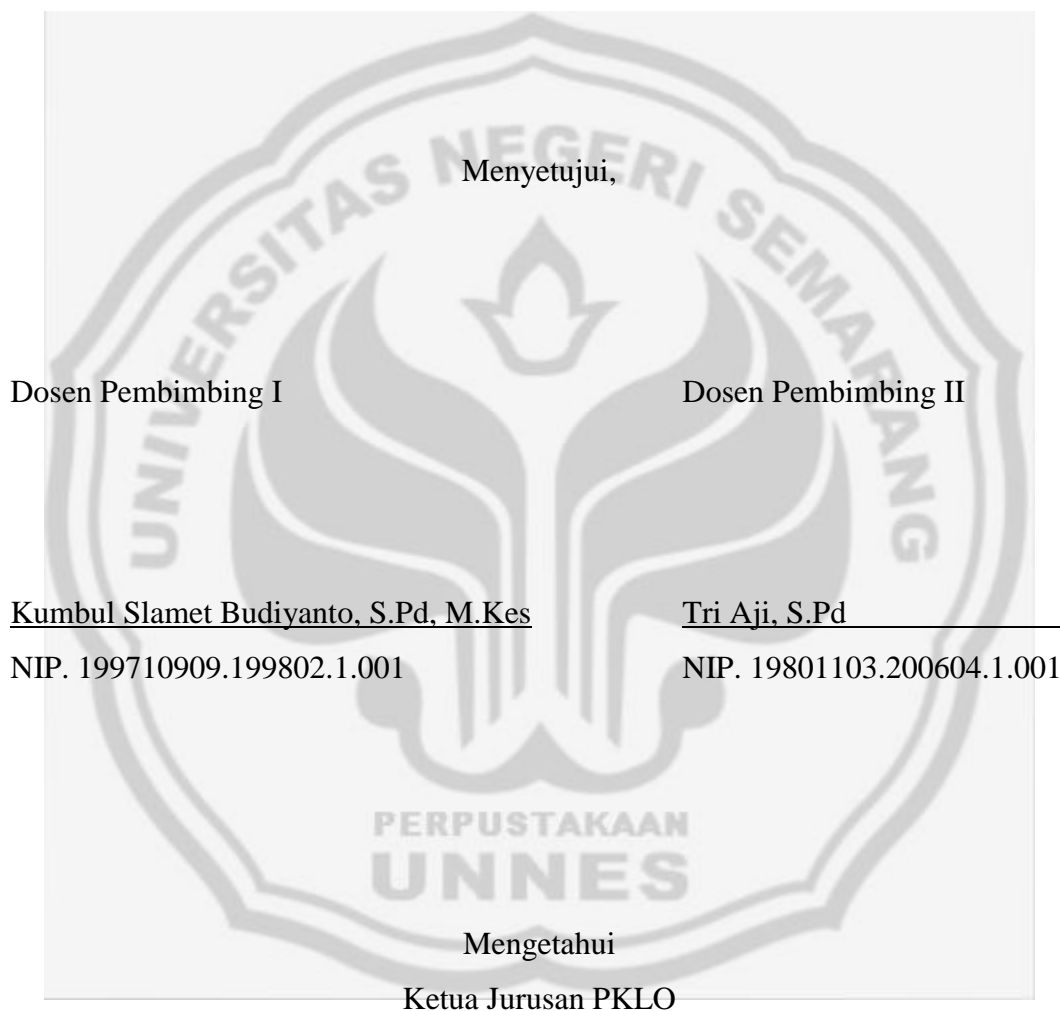 UNIVERSITAS NEGERI SEMARANG
Menyetujui,
Dosen Pembimbing I Dosen Pembimbing II
Kumbul Slamet Budiyanto, S.Pd, M.Kes Tri Aji, S.Pd
NIP. 199710909.199802.1.001 NIP. 19801103.200604.1.001
PERPUSTAKAAN
UNNES
Mengetahui
Ketua Jurusan PKLO